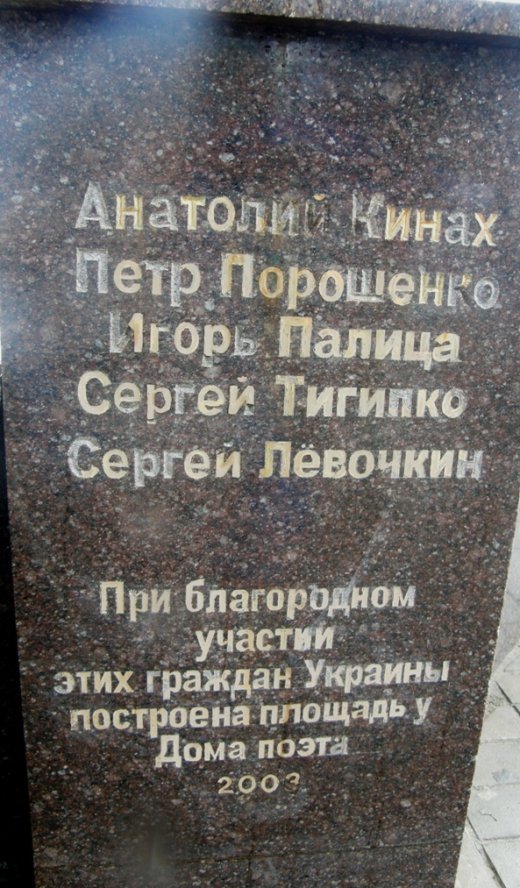 Анатолий Кинах
Петр Порошенко
Игорь Палица
Сергей Тигипко
Сергей Лёвочкин
При благородном
участии
этих граждан Украины
построена площадь у
Дома поэта
2003